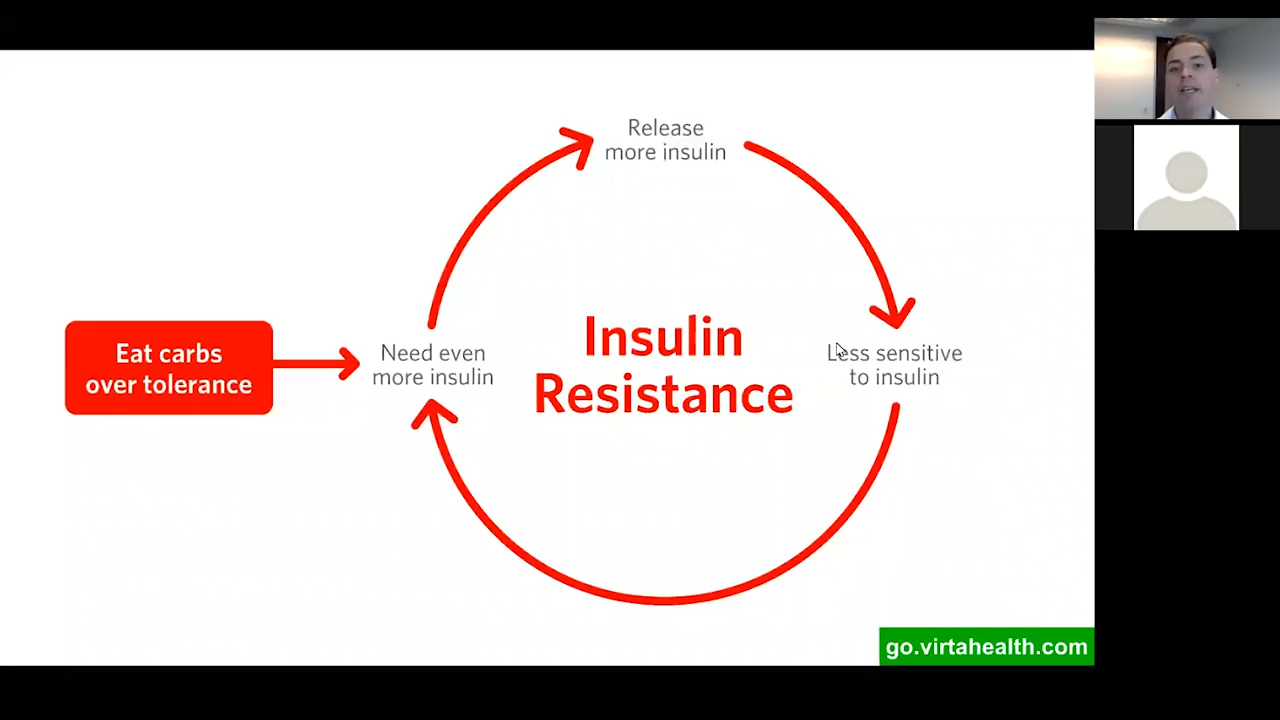 Release
more insulin
Eat carbs
over tolerance
Need even
more insulin
Insulin
Resistance
Less sensitive
to insulin
go.virtahealth.com